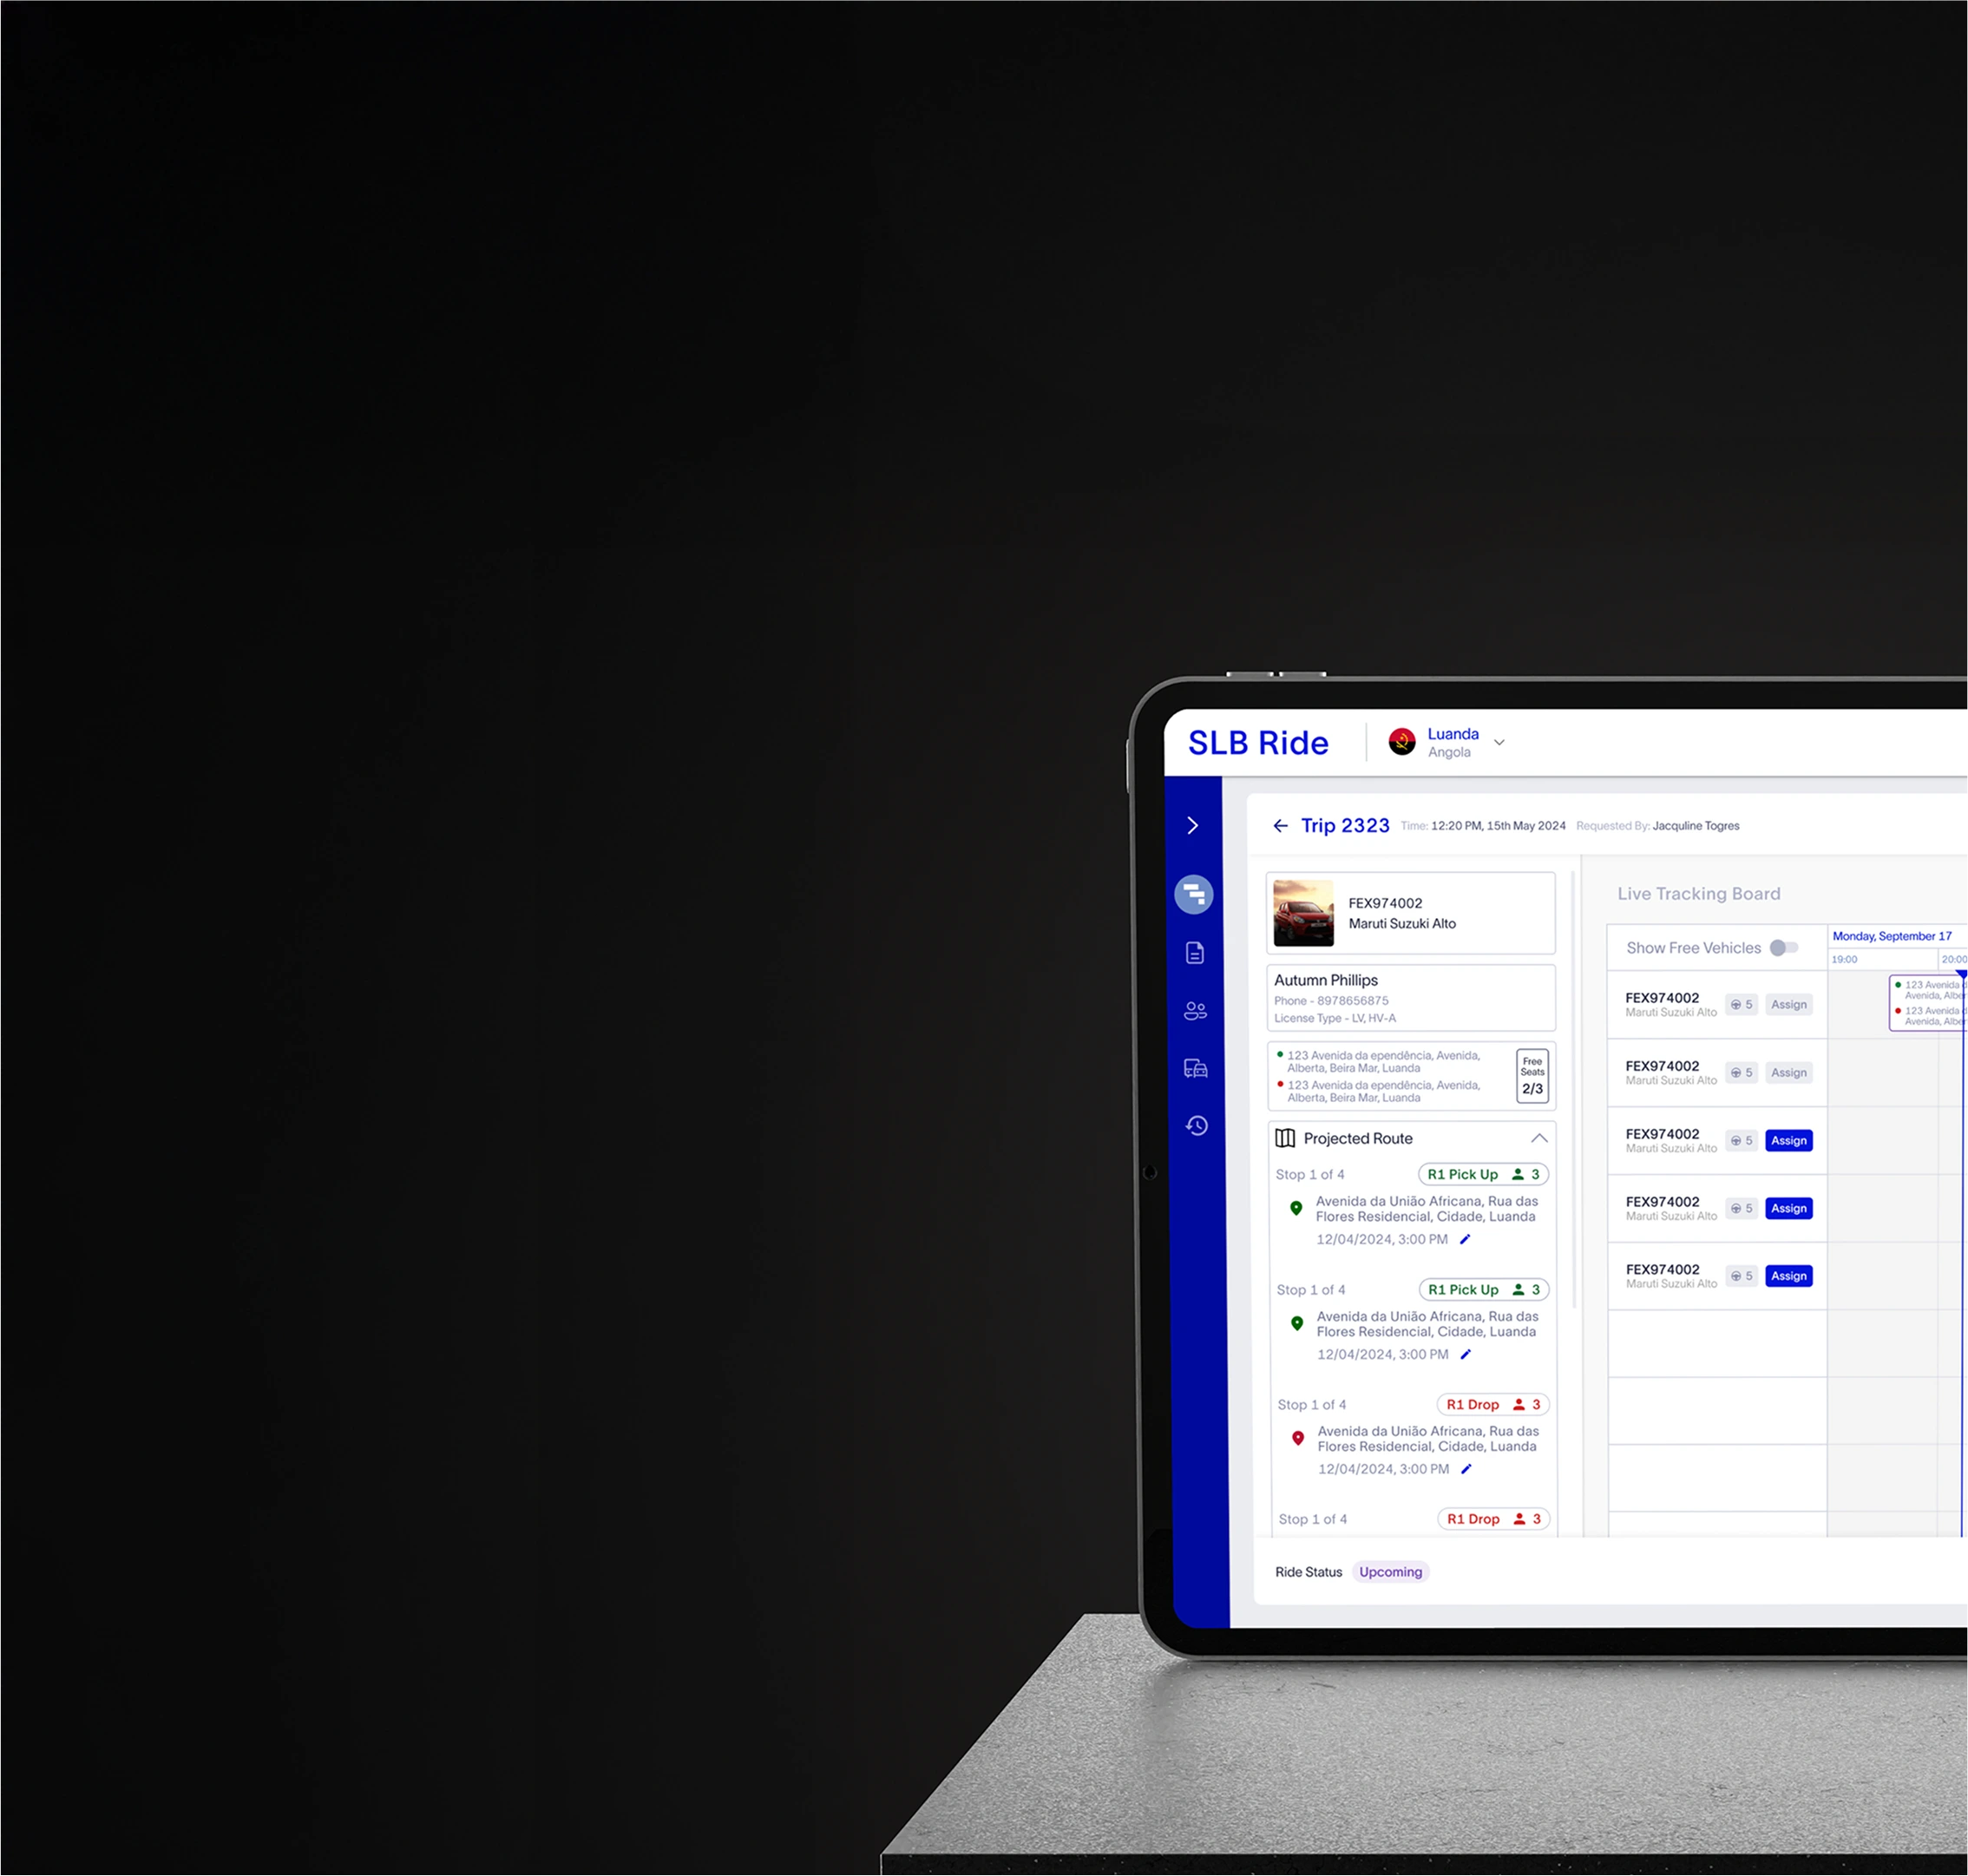 SLB Ride
Luanda
Angola
Trip 2323 Time: 12:20 PM, 15th May 2024 Requested By: Jacquline Togres
FEX974002
Maruti Suzuki Alto
Autumn Phillips
Phone - 8978656875
License Type - LV, HV-A
123 Avenida da ependência, Avenida,
Alberta, Beira Mar, Luanda
123 Avenida da ependência, Avenida,
Alberta, Beira Mar, Luanda
Free
Seats
2/3
Projected Route
Stop 1 of 4 R1 Pick Up 3
Avenida da União Africana, Rua das
Flores Residencial, Cidade, Luanda
12/04/2024, 3:00 PM
Stop 1 of 4 R1 Pick Up 3
Avenida da União Africana, Rua das
Flores Residencial, Cidade, Luanda
12/04/2024, 3:00 PM
Stop 1 of 4 R1 Drop 3
Avenida da União Africana, Rua das
Flores Residencial, Cidade, Luanda
12/04/2024, 3:00 PM
Stop 1 of 4 R1 Drop 3
Ride Status Upcoming
Live Tracking Board
Show Free Vehicles
Monday, September 17
19:00 20:00
FEX974002
Maruti Suzuki Alto
5 Assign
123 Avenida
Avenida,
123 Avenida
Avenida,
FEX974002
Maruti Suzuki Alto
5 Assign
FEX974002
Maruti Suzuki Alto
5 Assign
FEX974002
Maruti Suzuki Alto
5 Assign
FEX974002
Maruti Suzuki Alto
5 Assign